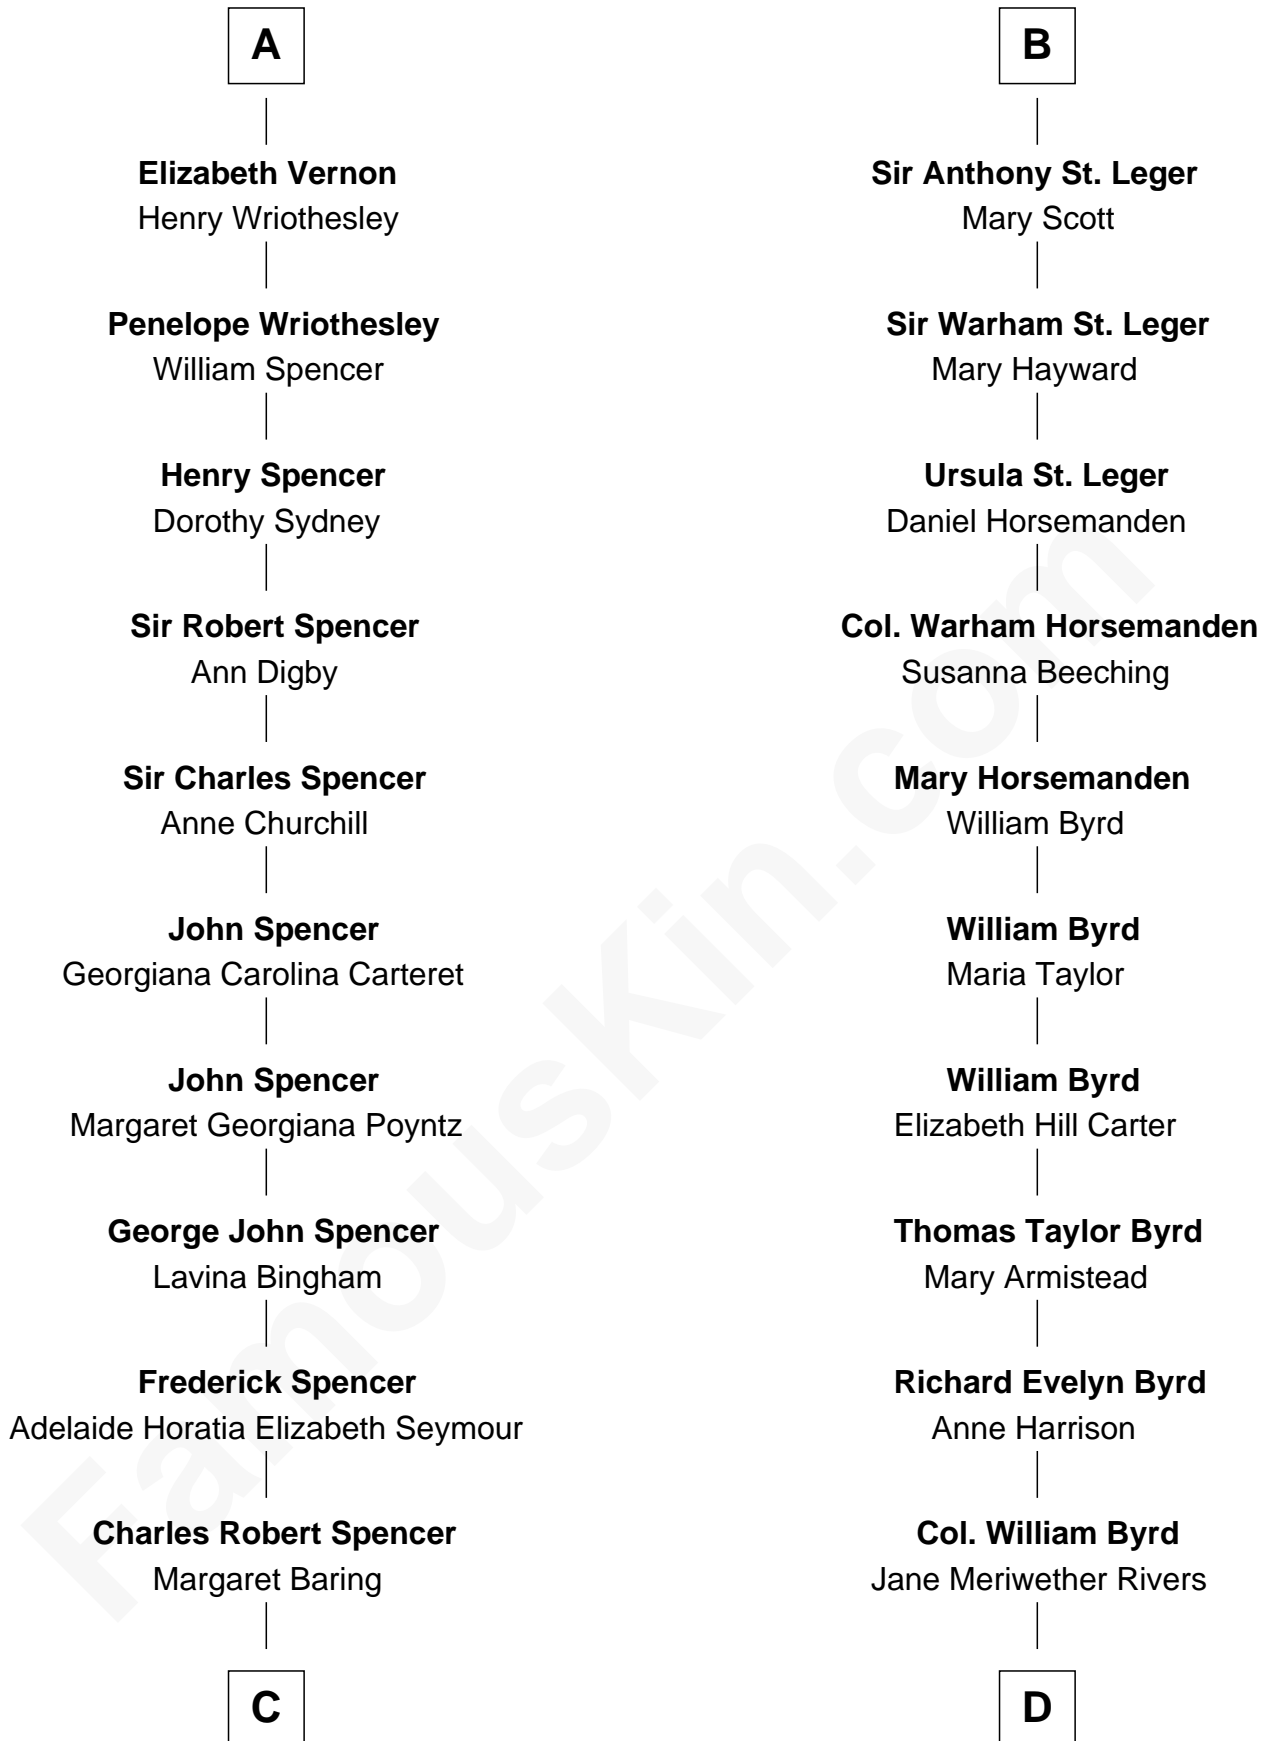 A
Elizabeth Vernon
Henry Wriothesley
Penelope Wriothesley
William Spencer
Henry Spencer
Dorothy Sydney
Sir Robert Spencer
Ann Digby
Sir Charles Spencer
Anne Churchill
John Spencer
Georgiana Carolina Carteret
John Spencer
Margaret Georgiana Poyntz
George John Spencer
Lavina Bingham
Frederick Spencer
Adelaide Horatia Elizabeth Seymour
Charles Robert Spencer
Margaret Baring
C
B
Sir Anthony St. Leger
Mary Scott
Sir Warham St. Leger
Mary Hayward
Ursula St. Leger
Daniel Horsemanden
Col. Warham Horsemanden
Susanna Beeching
Mary Horsemanden
William Byrd
William Byrd
Maria Taylor
William Byrd
Elizabeth Hill Carter
Thomas Taylor Byrd
Mary Armistead
Richard Evelyn Byrd
Anne Harrison
Col. William Byrd
Jane Meriwether Rivers
D
FamousKin.com